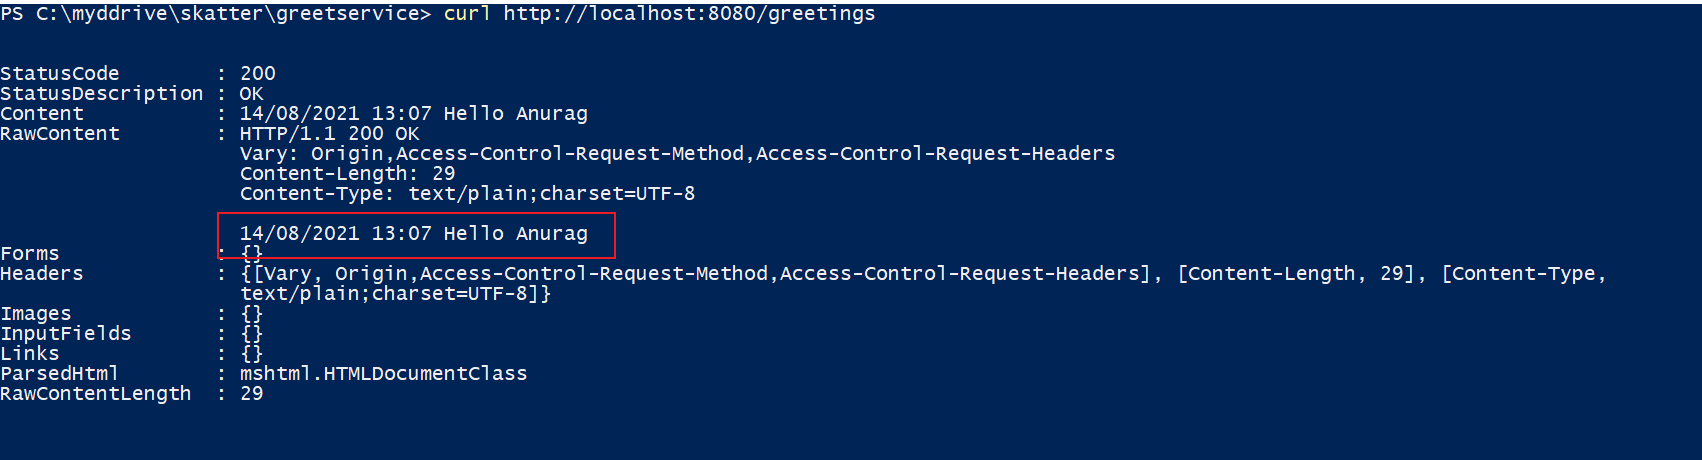 PS C:\myddrive\skatter\greetservice> curl http://localhost:8080/greetings
StatusCode : 200
StatusDescription : OK
Content : 14/08/2021 13:07 Hello Anurag
RawContent : HTTP/1.1 200 OK
Vary: Origin,Access-Control-Request-Method,Access-Control-Request-Headers
Content-Length: 29
Content-Type: text/plain;charset=UTF-8
14/08/2021 13:07 Hello Anurag
Forms : {}
Headers : {[Vary, Origin,Access-Control-Request-Method,Access-Control-Request-Headers], [Content-Length, 29], [Content-Type,
text/plain;charset=UTF-8]}
Images : {}
InputFields : {}
Links : {}
ParsedHtml : mshtml.HTMLDocumentClass
RawContentLength : 29